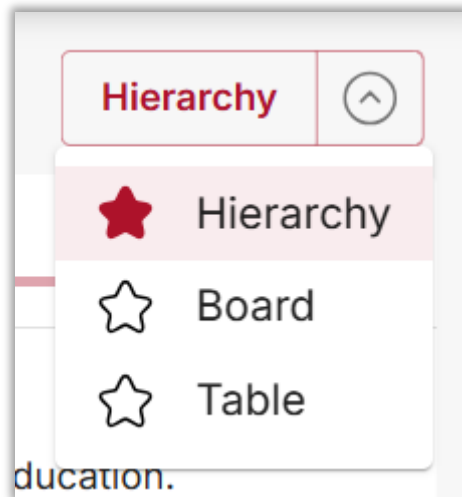 Hierarchy
Hierarchy
Board
Table
ducation.